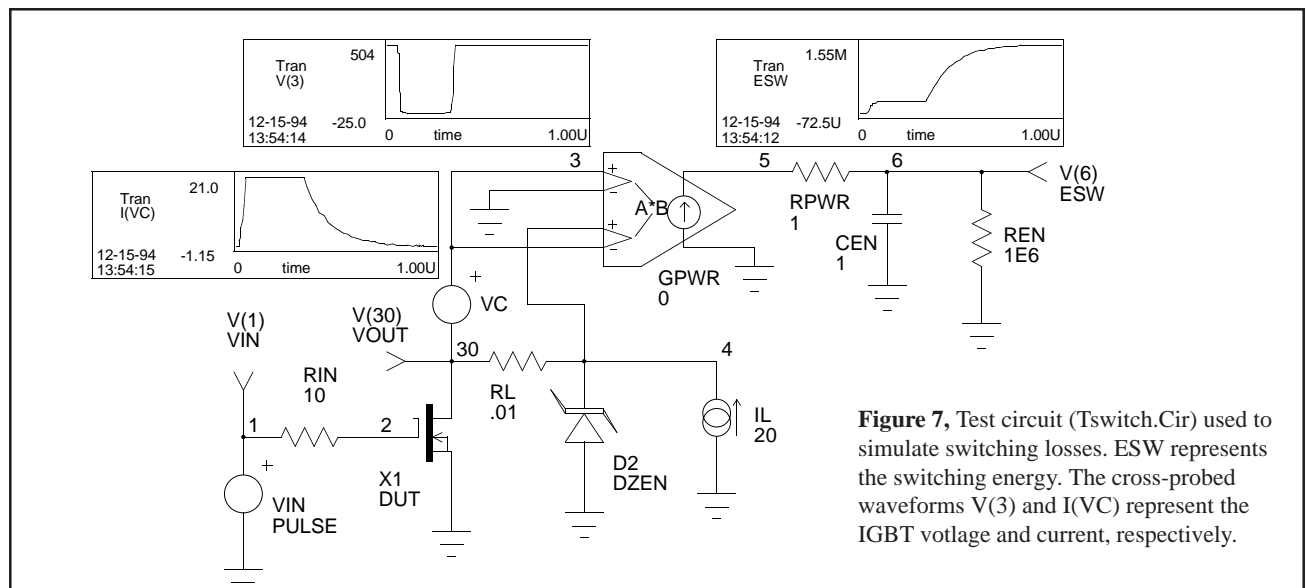 Tran
V(3)
504
12-15-94
13:54:14
-25.0
0
time
1.00U
Tran
ESW
1.55M
12-15-94
13:54:12
-72.5U
0
time
1.00U
Tran
I(VC)
21.0
12-15-94
13:54:15
-1.15
0
time
1.00U
3
+
-
A*B
+
-
GPWR
0
5
RPWR
1
6
V(6)
ESW
CEN
1
REN
1E6
+
VC
V(1)
VIN
V(30)
VOUT
30
RL
.01
4
RIN
10
1
2
X1
DUT
+
VIN
PULSE
D2
DZEN
IL
20
Figure 7, Test circuit (Tswitch.Cir) used to
simulate switching losses. ESW represents
the switching energy. The cross-probed
waveforms V(3) and I(VC) represent the
IGBT votlage and current, respectively.